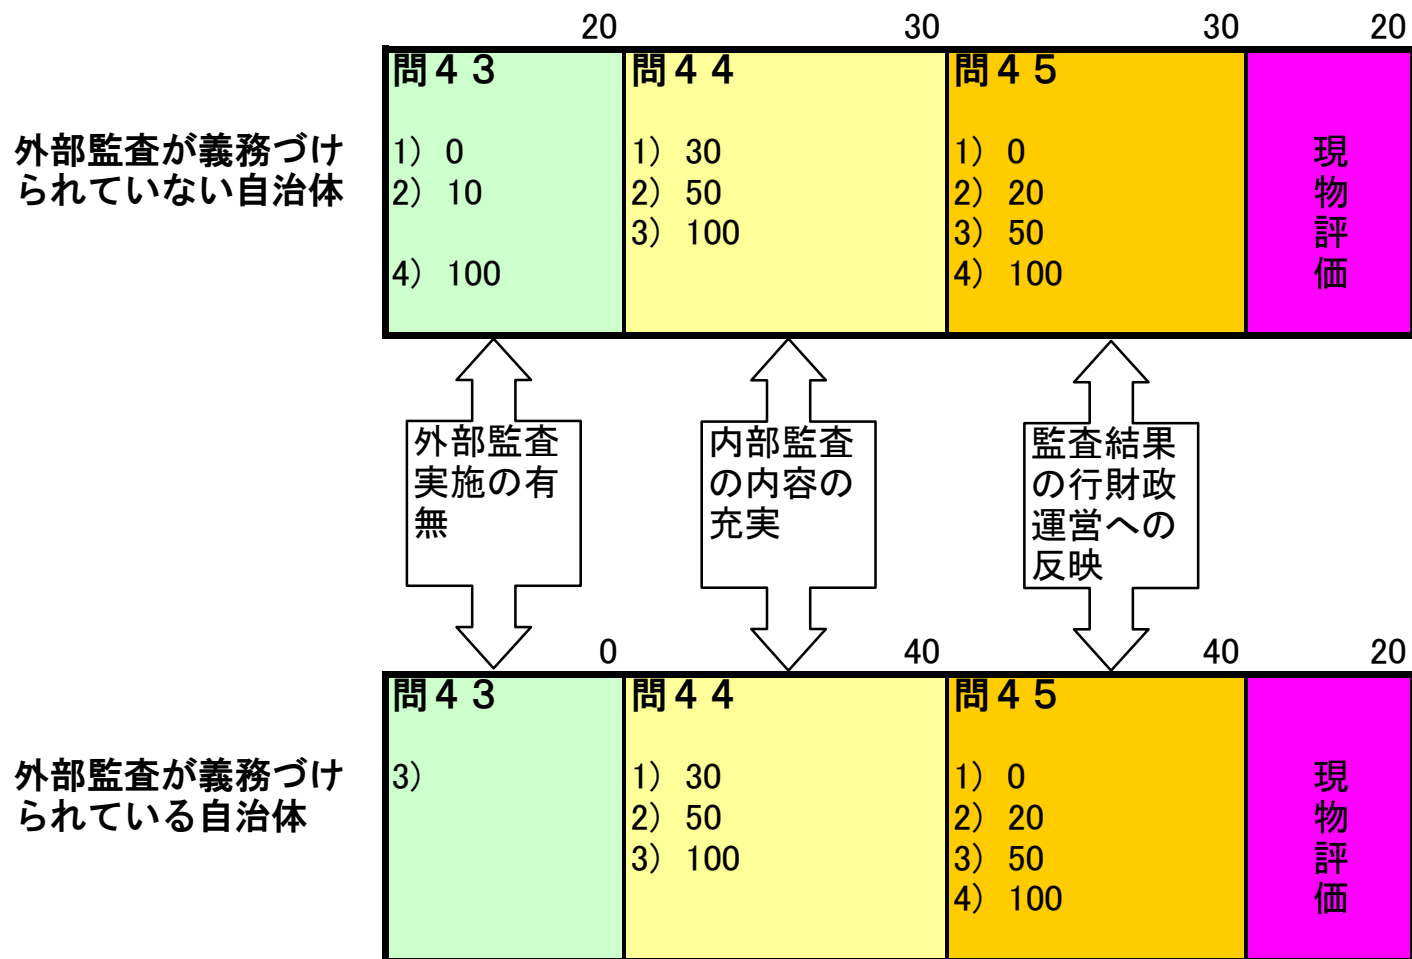 20 30 30 20
外部監査が義務づけ
られていない自治体
問４３
1) 0
2) 10
4) 100
問４４
1) 30
2) 50
3) 100
問４５
1) 0
2) 20
3) 50
4) 100
現
物
評
価
外部監査
実施の有
無
内部監査
の内容の
充実
監査結果
の行財政
運営への
反映
0 40 40 20
外部監査が義務づけ
られている自治体
問４３
3)
問４４
1) 30
2) 50
3) 100
問４５
1) 0
2) 20
3) 50
4) 100
現
物
評
価